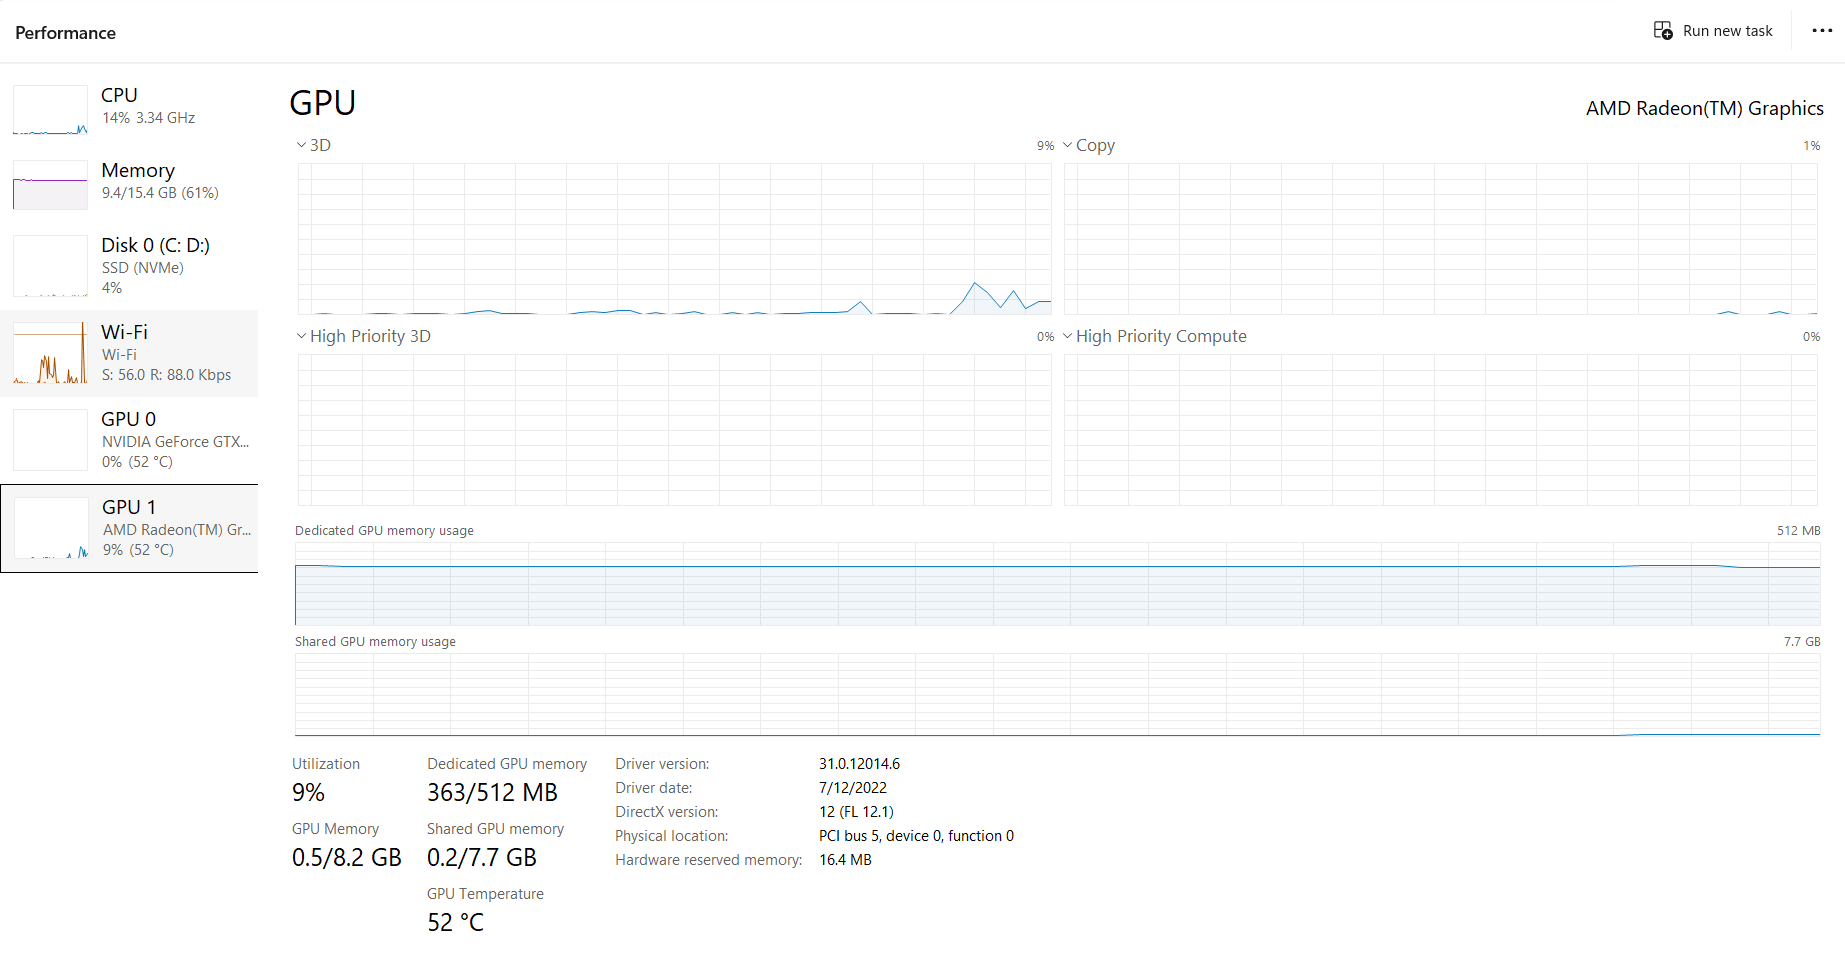 Performance
Run new task
CPU
14% 3.34 GHz
Memory
9.4/15.4 GB (61%)
Disk 0 (C: D:)
SSD (NVMe)
4%
Wi-Fi
Wi-Fi
S: 56.0 R: 88.0 Kbps
GPU 0
NVIDIA GeForce GTX...
0% (52 °C)
GPU 1
AMD Radeon(TM) Gr...
9% (52 °C)
GPU
AMD Radeon(TM) Graphics
3D 9%
Copy 1%
High Priority 3D 0%
High Priority Compute 0%
Dedicated GPU memory usage 512 MB
Shared GPU memory usage 7.7 GB
Utilization
9%
Dedicated GPU memory
363/512 MB
GPU Memory
0.5/8.2 GB
Shared GPU memory
0.2/7.7 GB
GPU Temperature
52 °C
Driver version: 31.0.12014.6
Driver date: 7/12/2022
DirectX version: 12 (FL 12.1)
Physical location: PCI bus 5, device 0, function 0
Hardware reserved memory: 16.4 MB